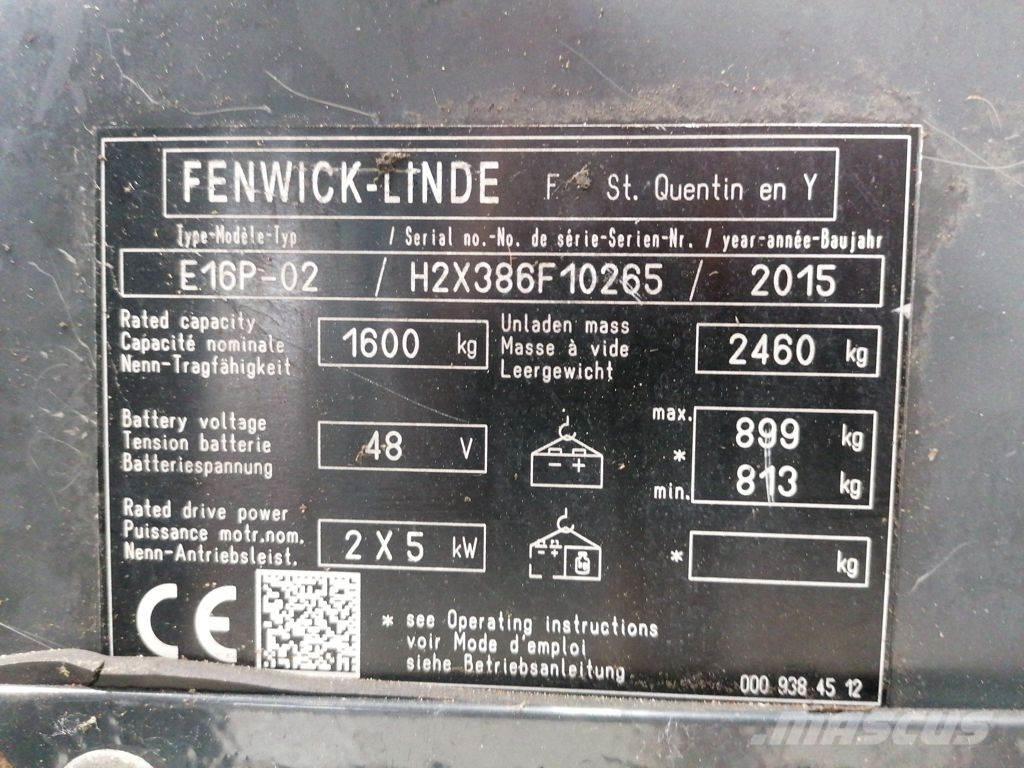 FENWICK-LINDE F St. Quentin en Y
Type-Modèle-Typ / Serial no.-No. de série-Serien-Nr. / year-année-Baujahr
E16P-02 / H2X386F10265 / 2015
Rated capacity
Capacité nominale
Nenn-Tragfähigkeit
1600 kg
Unladen mass
Masse à vide
Leergewicht
2460 kg
Battery voltage
Tension batterie
Batteriespannung
48 V
- +
max. 899 kg
*
min. 813 kg
Rated drive power
Puissance motr.nom.
Nenn-Antriebsleist.
2 X 5 kW
* kg
CE
* see Operating instructions
voir Mode d'emploi
siehe Betriebsanleitung
000 938 45 12
MASCUS